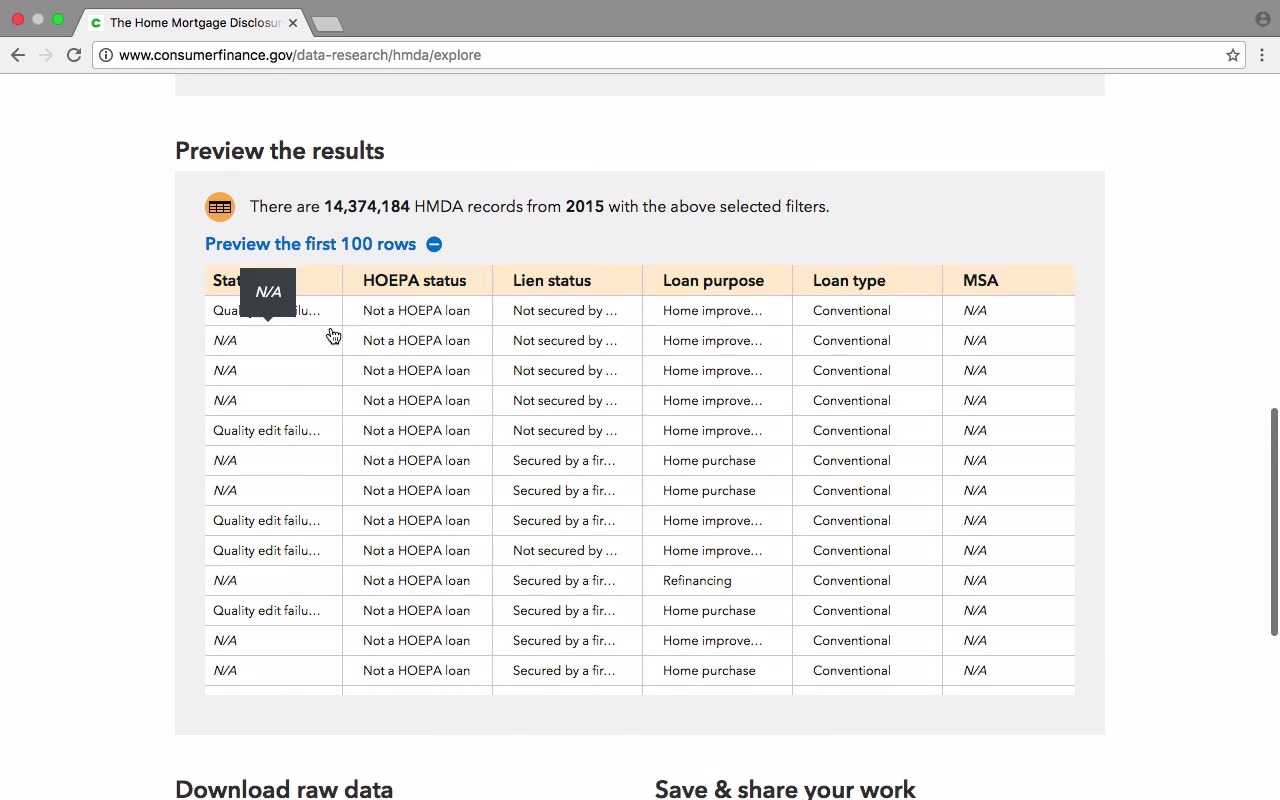 The Home Mortgage Disclosur
www.consumerfinance.gov/data-research/hmda/explore
Preview the results
There are 14,374,184 HMDA records from 2015 with the above selected filters.
Preview the first 100 rows
Stat HOEPA status Lien status Loan purpose Loan type MSA
N/A
Qua ilu... Not a HOEPA loan Not secured by ... Home improve... Conventional N/A
N/A Not a HOEPA loan Not secured by ... Home improve... Conventional N/A
N/A Not a HOEPA loan Not secured by ... Home improve... Conventional N/A
N/A Not a HOEPA loan Not secured by ... Home improve... Conventional N/A
Quality edit failu... Not a HOEPA loan Not secured by ... Home improve... Conventional N/A
N/A Not a HOEPA loan Secured by a fir... Home purchase Conventional N/A
N/A Not a HOEPA loan Secured by a fir... Home purchase Conventional N/A
Quality edit failu... Not a HOEPA loan Secured by a fir... Home improve... Conventional N/A
Quality edit failu... Not a HOEPA loan Not secured by ... Home improve... Conventional N/A
N/A Not a HOEPA loan Secured by a fir... Refinancing Conventional N/A
Quality edit failu... Not a HOEPA loan Secured by a fir... Home purchase Conventional N/A
N/A Not a HOEPA loan Secured by a fir... Home improve... Conventional N/A
N/A Not a HOEPA loan Secured by a fir... Home purchase Conventional N/A
Download raw data Save & share your work